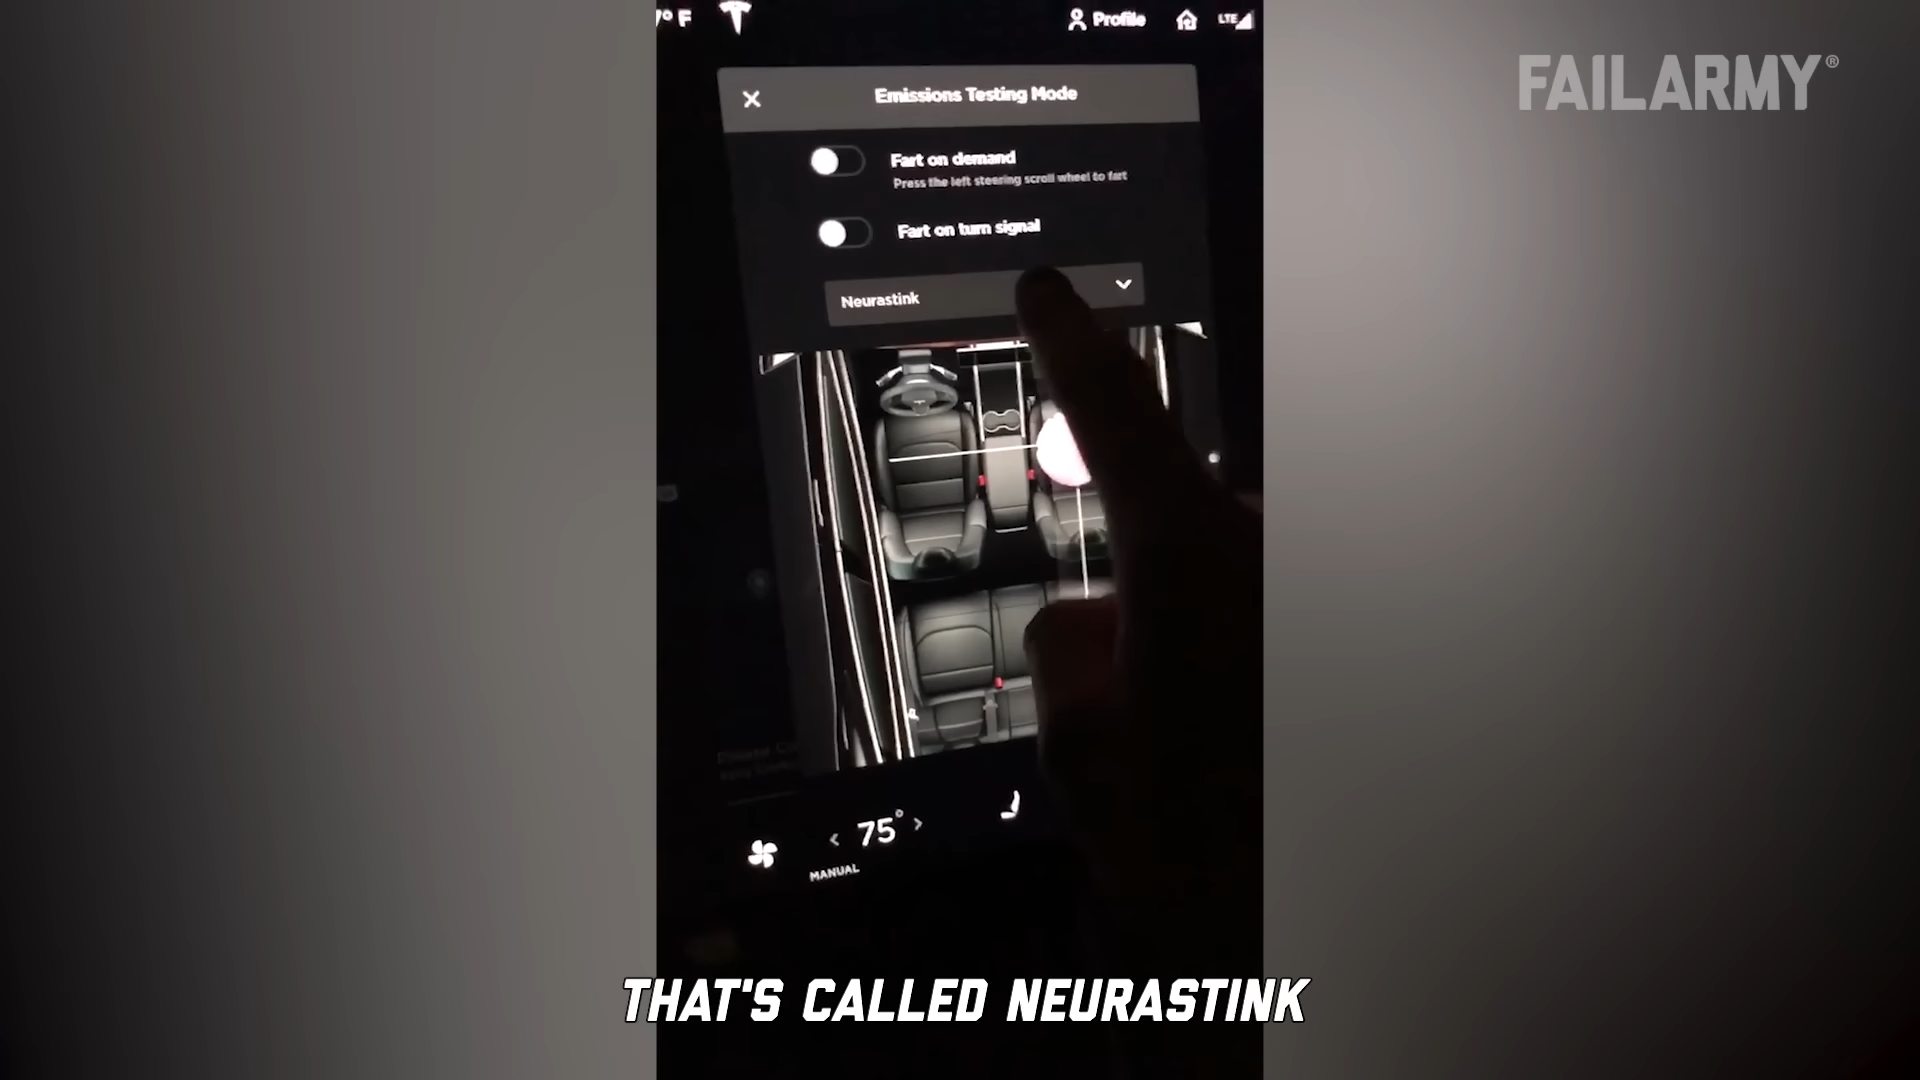 ° F
Profile
LTE
FAILARMY®
Emissions Testing Mode
Fart on demand
Press the left steering scroll wheel to fart
Fart on turn signal
Neurastink
75°
MANUAL
THAT'S CALLED NEURASTINK